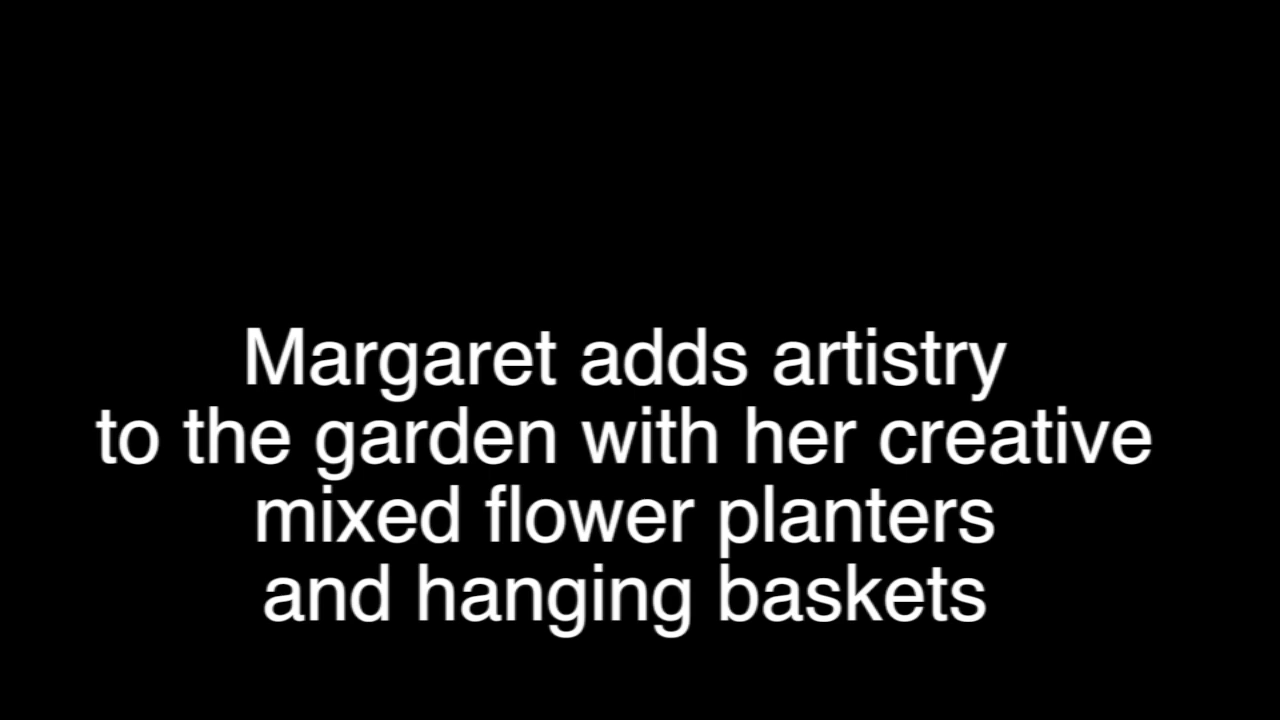 Margaret adds artistry
to the garden with her creative
mixed flower planters
and hanging baskets